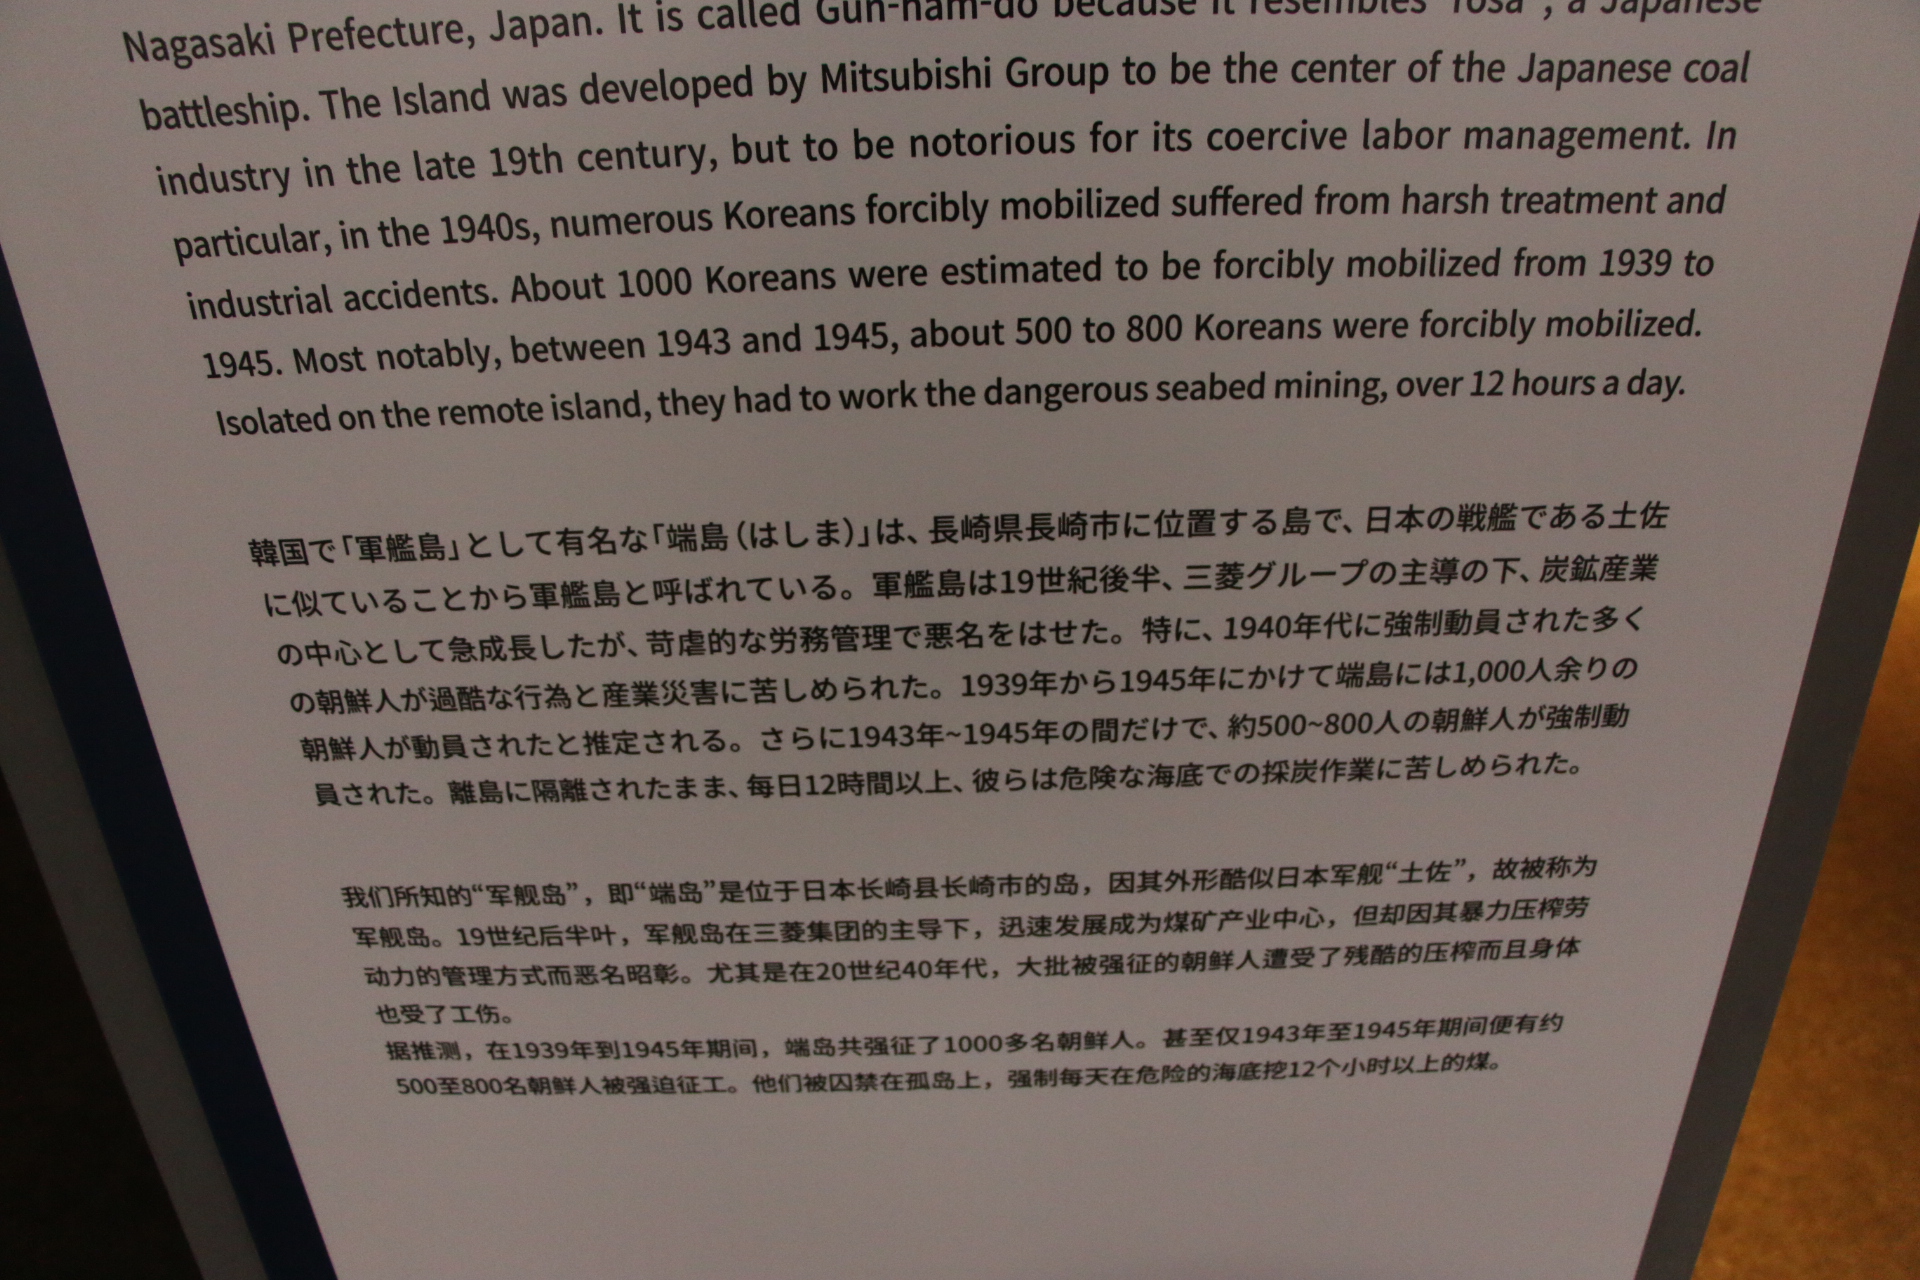 Nagasaki Prefecture, Japan. It is called Gun-ham-do because it resembles "Tosa", a Japanese
battleship. The Island was developed by Mitsubishi Group to be the center of the Japanese coal
industry in the late 19th century, but to be notorious for its coercive labor management. In
particular, in the 1940s, numerous Koreans forcibly mobilized suffered from harsh treatment and
industrial accidents. About 1000 Koreans were estimated to be forcibly mobilized from 1939 to
1945. Most notably, between 1943 and 1945, about 500 to 800 Koreans were forcibly mobilized.
Isolated on the remote island, they had to work the dangerous seabed mining, over 12 hours a day.
韓国で「軍艦島」として有名な「端島（はしま）」は、長崎県長崎市に位置する島で、日本の戦艦である土佐
に似ていることから軍艦島と呼ばれている。軍艦島は19世紀後半、三菱グループの主導の下、炭鉱産業
の中心として急成長したが、苛虐的な労務管理で悪名をはせた。特に、1940年代に強制動員された多く
の朝鮮人が過酷な行為と産業災害に苦しめられた。1939年から1945年にかけて端島には1,000人余りの
朝鮮人が動員されたと推定される。さらに1943年~1945年の間だけで、約500~800人の朝鮮人が強制動
員された。離島に隔離されたまま、毎日12時間以上、彼らは危険な海底での採炭作業に苦しめられた。
我们所知的“军舰岛”，即“端岛”是位于日本长崎县长崎市的岛，因其外形酷似日本军舰“土佐”，故被称为
军舰岛。19世纪后半叶，军舰岛在三菱集团的主导下，迅速发展成为煤矿产业中心，但却因其暴力压榨劳
动力的管理方式而恶名昭彰。尤其是在20世纪40年代，大批被强征的朝鲜人遭受了残酷的压榨而且身体
也受了工伤。
据推测，在1939年到1945年期间，端岛共强征了1000多名朝鲜人。甚至仅1943年至1945年期间便有约
500至800名朝鲜人被强迫征工。他们被囚禁在孤岛上，强制每天在危险的海底挖12个小时以上的煤。